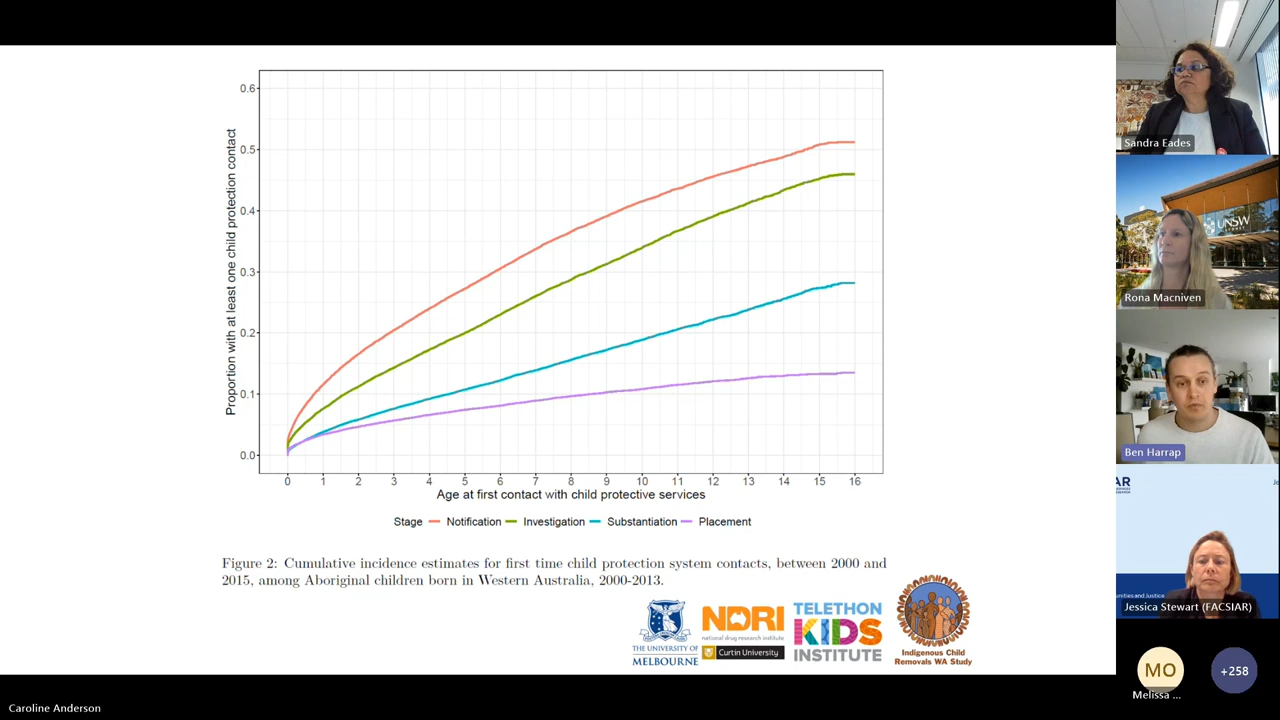 Proportion with at least one child protection contact
0.6
0.5
0.4
0.3
0.2
0.1
0.0
0 1 2 3 4 5 6 7 8 9 10 11 12 13 14 15 16
Age at first contact with child protective services
Stage Notification Investigation Substantiation Placement
Figure 2: Cumulative incidence estimates for first time child protection system contacts, between 2000 and
2015, among Aboriginal children born in Western Australia, 2000-2013.
THE UNIVERSITY OF
MELBOURNE
NDRI
national drug research institute
Curtin University
TELETHON
KIDS
INSTITUTE
Indigenous Child
Removals WA Study
Sandra Eades
UNSW
SYDNEY
Rona Macniven
Ben Harrap
AR
Jessica Stewart (FACSIAR)
MO
Melissa ...
+258
Caroline Anderson